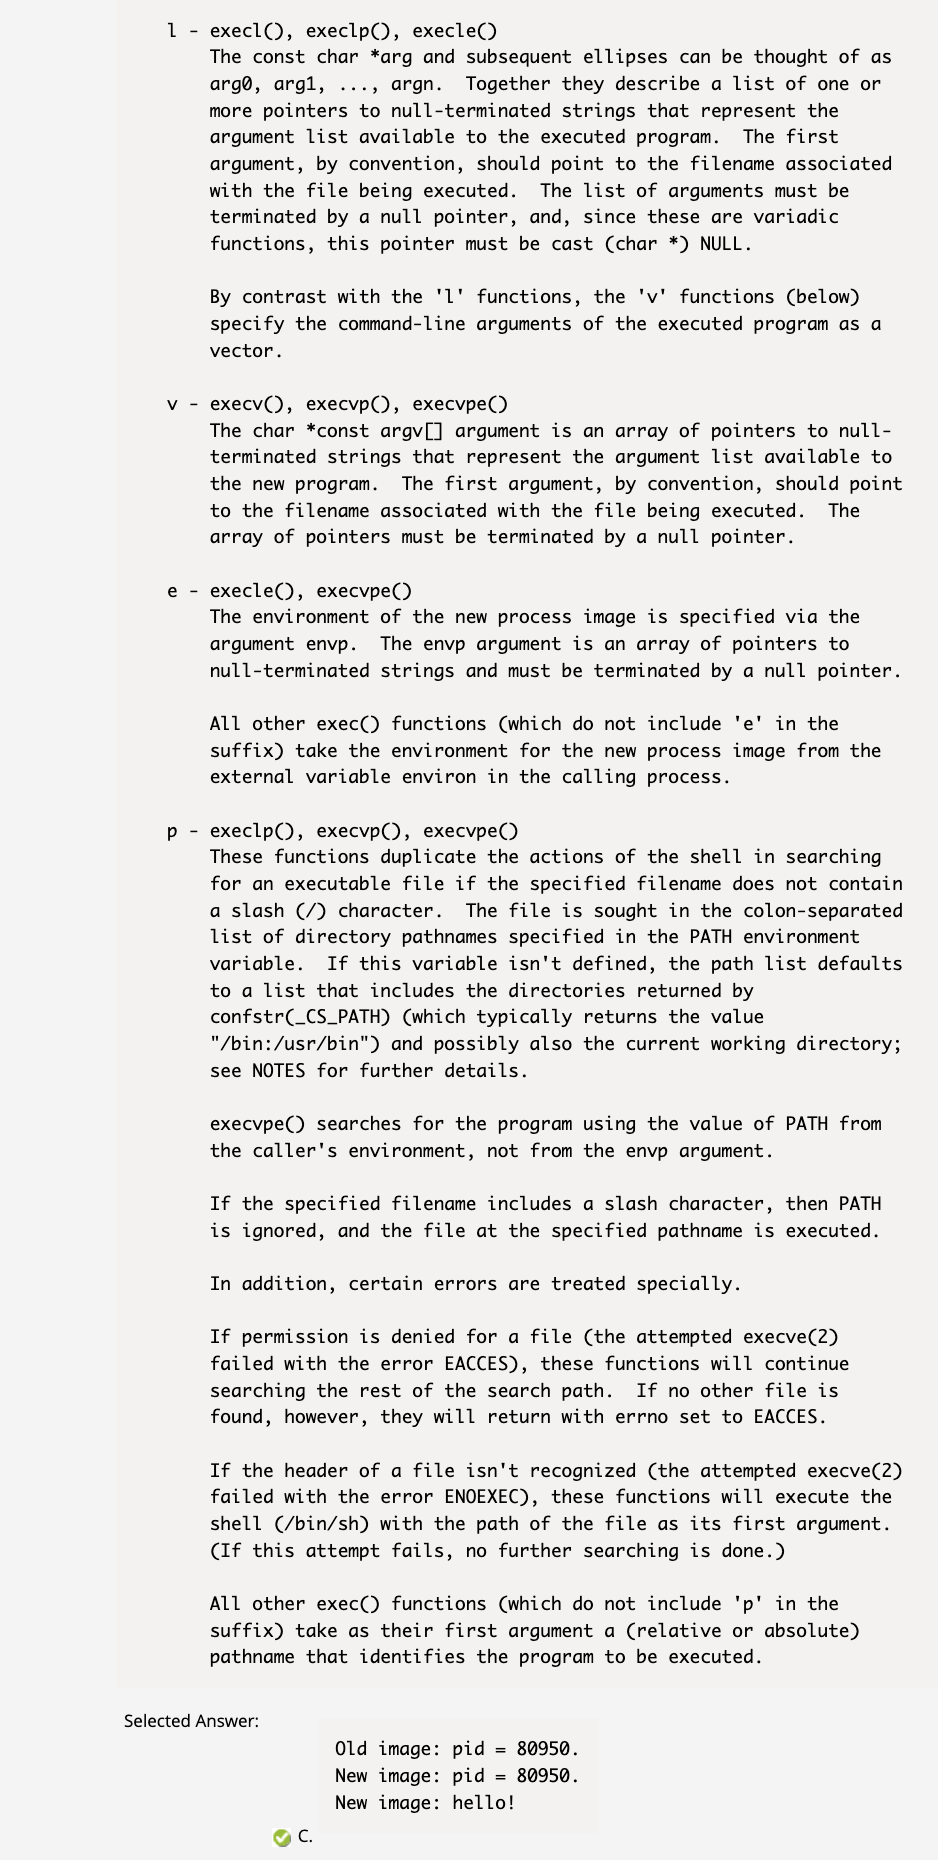 l - execl(), execlp(), execle()
The const char *arg and subsequent ellipses can be thought of as
arg0, arg1, ..., argn.  Together they describe a list of one or
more pointers to null-terminated strings that represent the
argument list available to the executed program.  The first
argument, by convention, should point to the filename associated
with the file being executed.  The list of arguments must be
terminated by a null pointer, and, since these are variadic
functions, this pointer must be cast (char *) NULL.
By contrast with the 'l' functions, the 'v' functions (below)
specify the command-line arguments of the executed program as a
vector.
v - execv(), execvp(), execvpe()
The char *const argv[] argument is an array of pointers to null-
terminated strings that represent the argument list available to
the new program.  The first argument, by convention, should point
to the filename associated with the file being executed.  The
array of pointers must be terminated by a null pointer.
e - execle(), execvpe()
The environment of the new process image is specified via the
argument envp.  The envp argument is an array of pointers to
null-terminated strings and must be terminated by a null pointer.
All other exec() functions (which do not include 'e' in the
suffix) take the environment for the new process image from the
external variable environ in the calling process.
p - execlp(), execvp(), execvpe()
These functions duplicate the actions of the shell in searching
for an executable file if the specified filename does not contain
a slash (/) character.  The file is sought in the colon-separated
list of directory pathnames specified in the PATH environment
variable.  If this variable isn't defined, the path list defaults
to a list that includes the directories returned by
confstr(_CS_PATH) (which typically returns the value
"/bin:/usr/bin") and possibly also the current working directory;
see NOTES for further details.
execvpe() searches for the program using the value of PATH from
the caller's environment, not from the envp argument.
If the specified filename includes a slash character, then PATH
is ignored, and the file at the specified pathname is executed.
In addition, certain errors are treated specially.
If permission is denied for a file (the attempted execve(2)
failed with the error EACCES), these functions will continue
searching the rest of the search path.  If no other file is
found, however, they will return with errno set to EACCES.
If the header of a file isn't recognized (the attempted execve(2)
failed with the error ENOEXEC), these functions will execute the
shell (/bin/sh) with the path of the file as its first argument.
(If this attempt fails, no further searching is done.)
All other exec() functions (which do not include 'p' in the
suffix) take as their first argument a (relative or absolute)
pathname that identifies the program to be executed.
Selected Answer:
Old image: pid = 80950.
New image: pid = 80950.
New image: hello!
C.